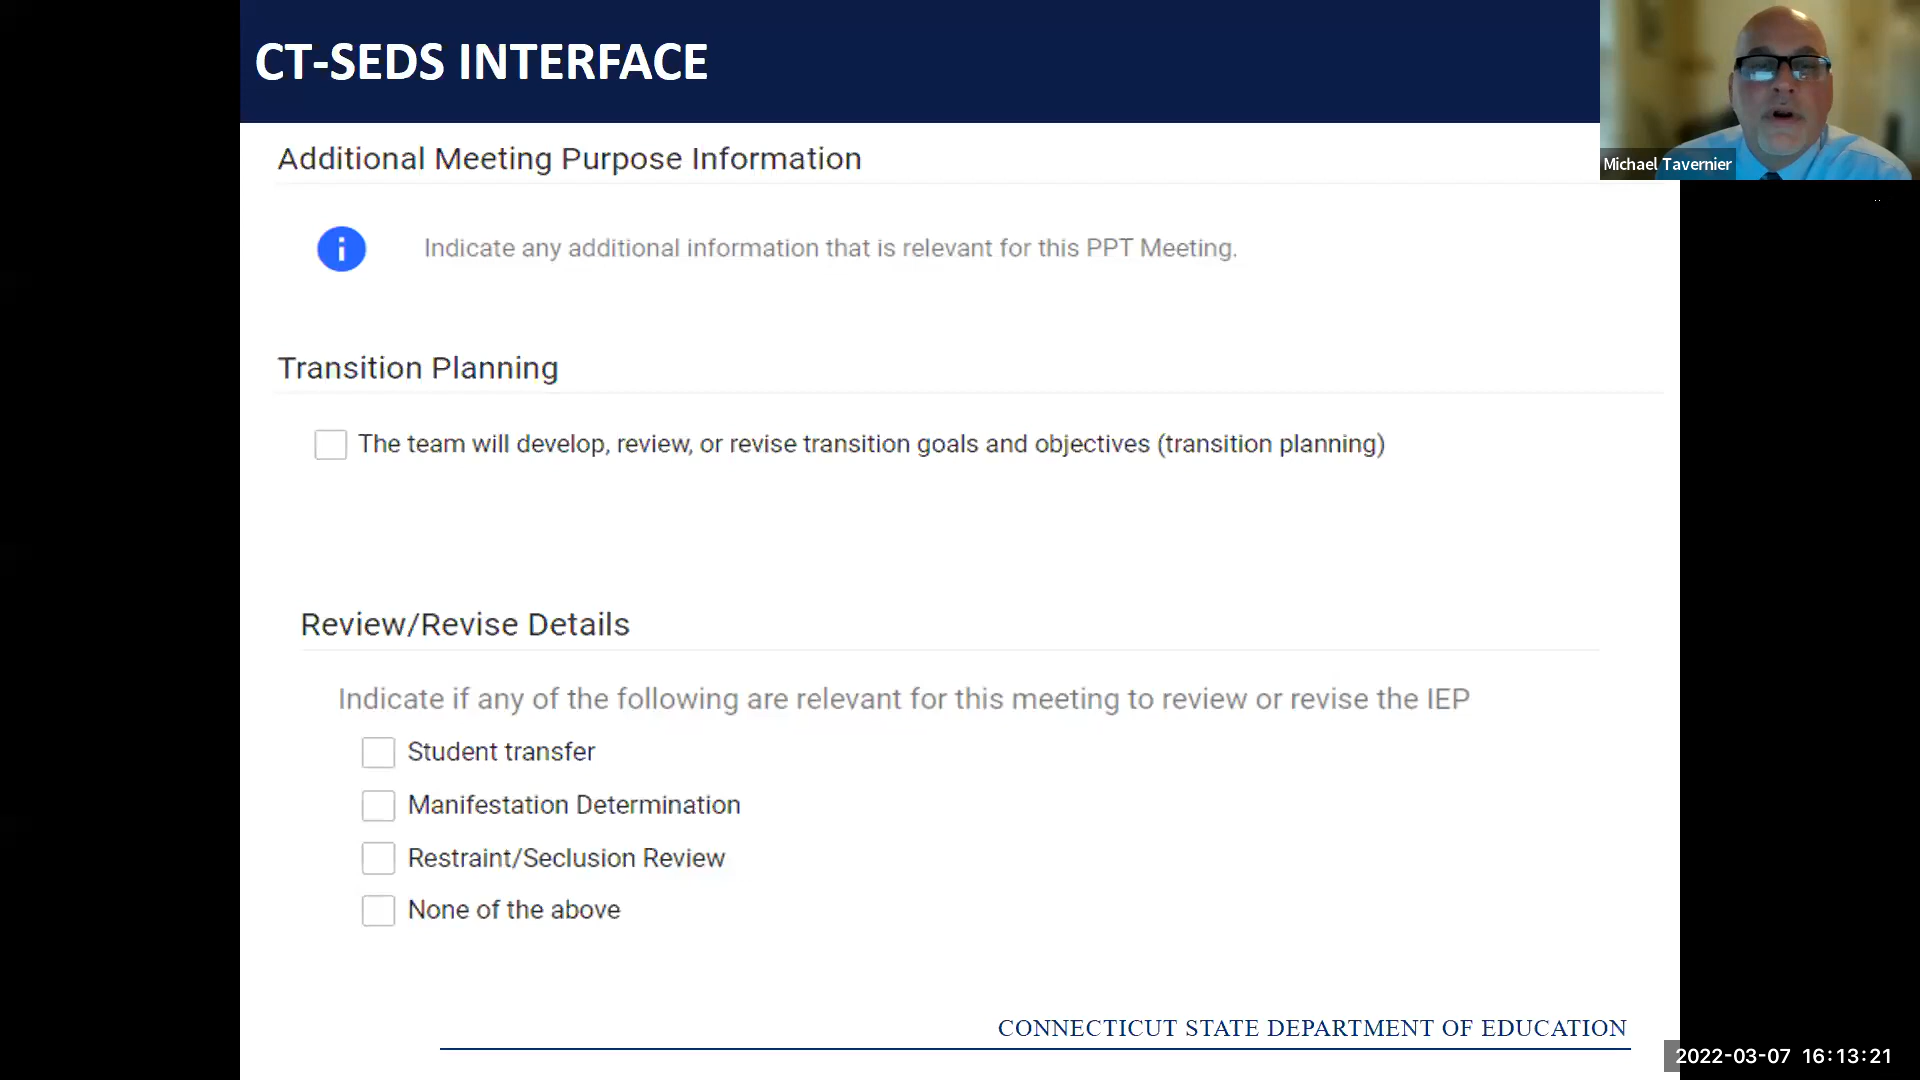 CT-SEDS INTERFACE
Michael Tavernier
Additional Meeting Purpose Information
Indicate any additional information that is relevant for this PPT Meeting.
Transition Planning
The team will develop, review, or revise transition goals and objectives (transition planning)
Review/Revise Details
Indicate if any of the following are relevant for this meeting to review or revise the IEP
Student transfer
Manifestation Determination
Restraint/Seclusion Review
None of the above
CONNECTICUT STATE DEPARTMENT OF EDUCATION
2022-03-07 16:13:21